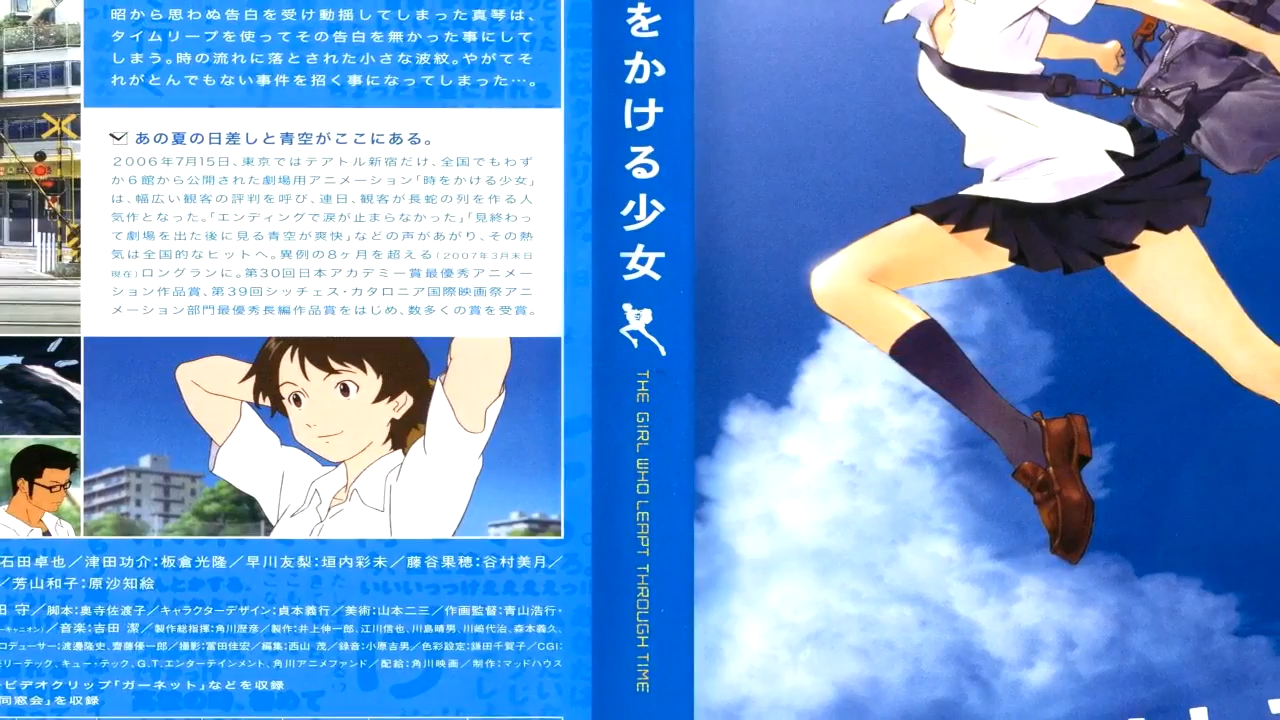 昭から思わぬ告白を受け動揺してしまった真琴は、
タイムリープを使ってその告白を無かった事にして
しまう。時の流れに落とされた小さな波紋。やがてそ
れがとんでもない事件を招く事になってしまった…。
あの夏の日差しと青空がここにある。
2006年7月15日、東京ではテアトル新宿だけ、全国でもわず
か6館から公開された劇場用アニメーション「時をかける少女」
は、幅広い観客の評判を呼び、連日、観客が長蛇の列を作る人
気作となった。「エンディングで涙が止まらなかった」「見終わっ
て劇場を出た後に見る青空が爽快」などの声があがり、その熱
気は全国的なヒットへ。異例の8ヶ月を超える(2007年3月末日
現在)ロングランに。第30回日本アカデミー賞最優秀アニメー
ション作品賞、第39回シッチェス・カタロニア国際映画祭アニ
メーション部門最優秀長編作品賞をはじめ、数多くの賞を受賞。
石田卓也／津田功介:板倉光隆／早川友梨:垣内彩未／藤谷果穂:谷村美月／
／芳山和子:原沙知絵
田 守／脚本:奥寺佐渡子／キャラクターデザイン:貞本義行／美術:山本二三／作画監督:青山浩行・
ーキャニオン)／音楽:吉田 潔／製作総指揮:角川歴彦／製作:井上伸一郎、江川信也、川島晴男、川﨑代治、森本義久、
ロデューサー:渡邊隆史、齋藤優一郎／撮影:冨田佳宏／編集:西山 茂／録音:小原吉男／色彩設定:鎌田千賀子／CGI:
リーテック、キュー・テック、G.T.エンターテインメント、角川アニメファンド／配給:角川映画／制作:マッドハウス
ビデオクリップ「ガーネット」などを収録
同窓会」を収録
をかける少女
THE GIRL WHO LEAPT THROUGH TIME